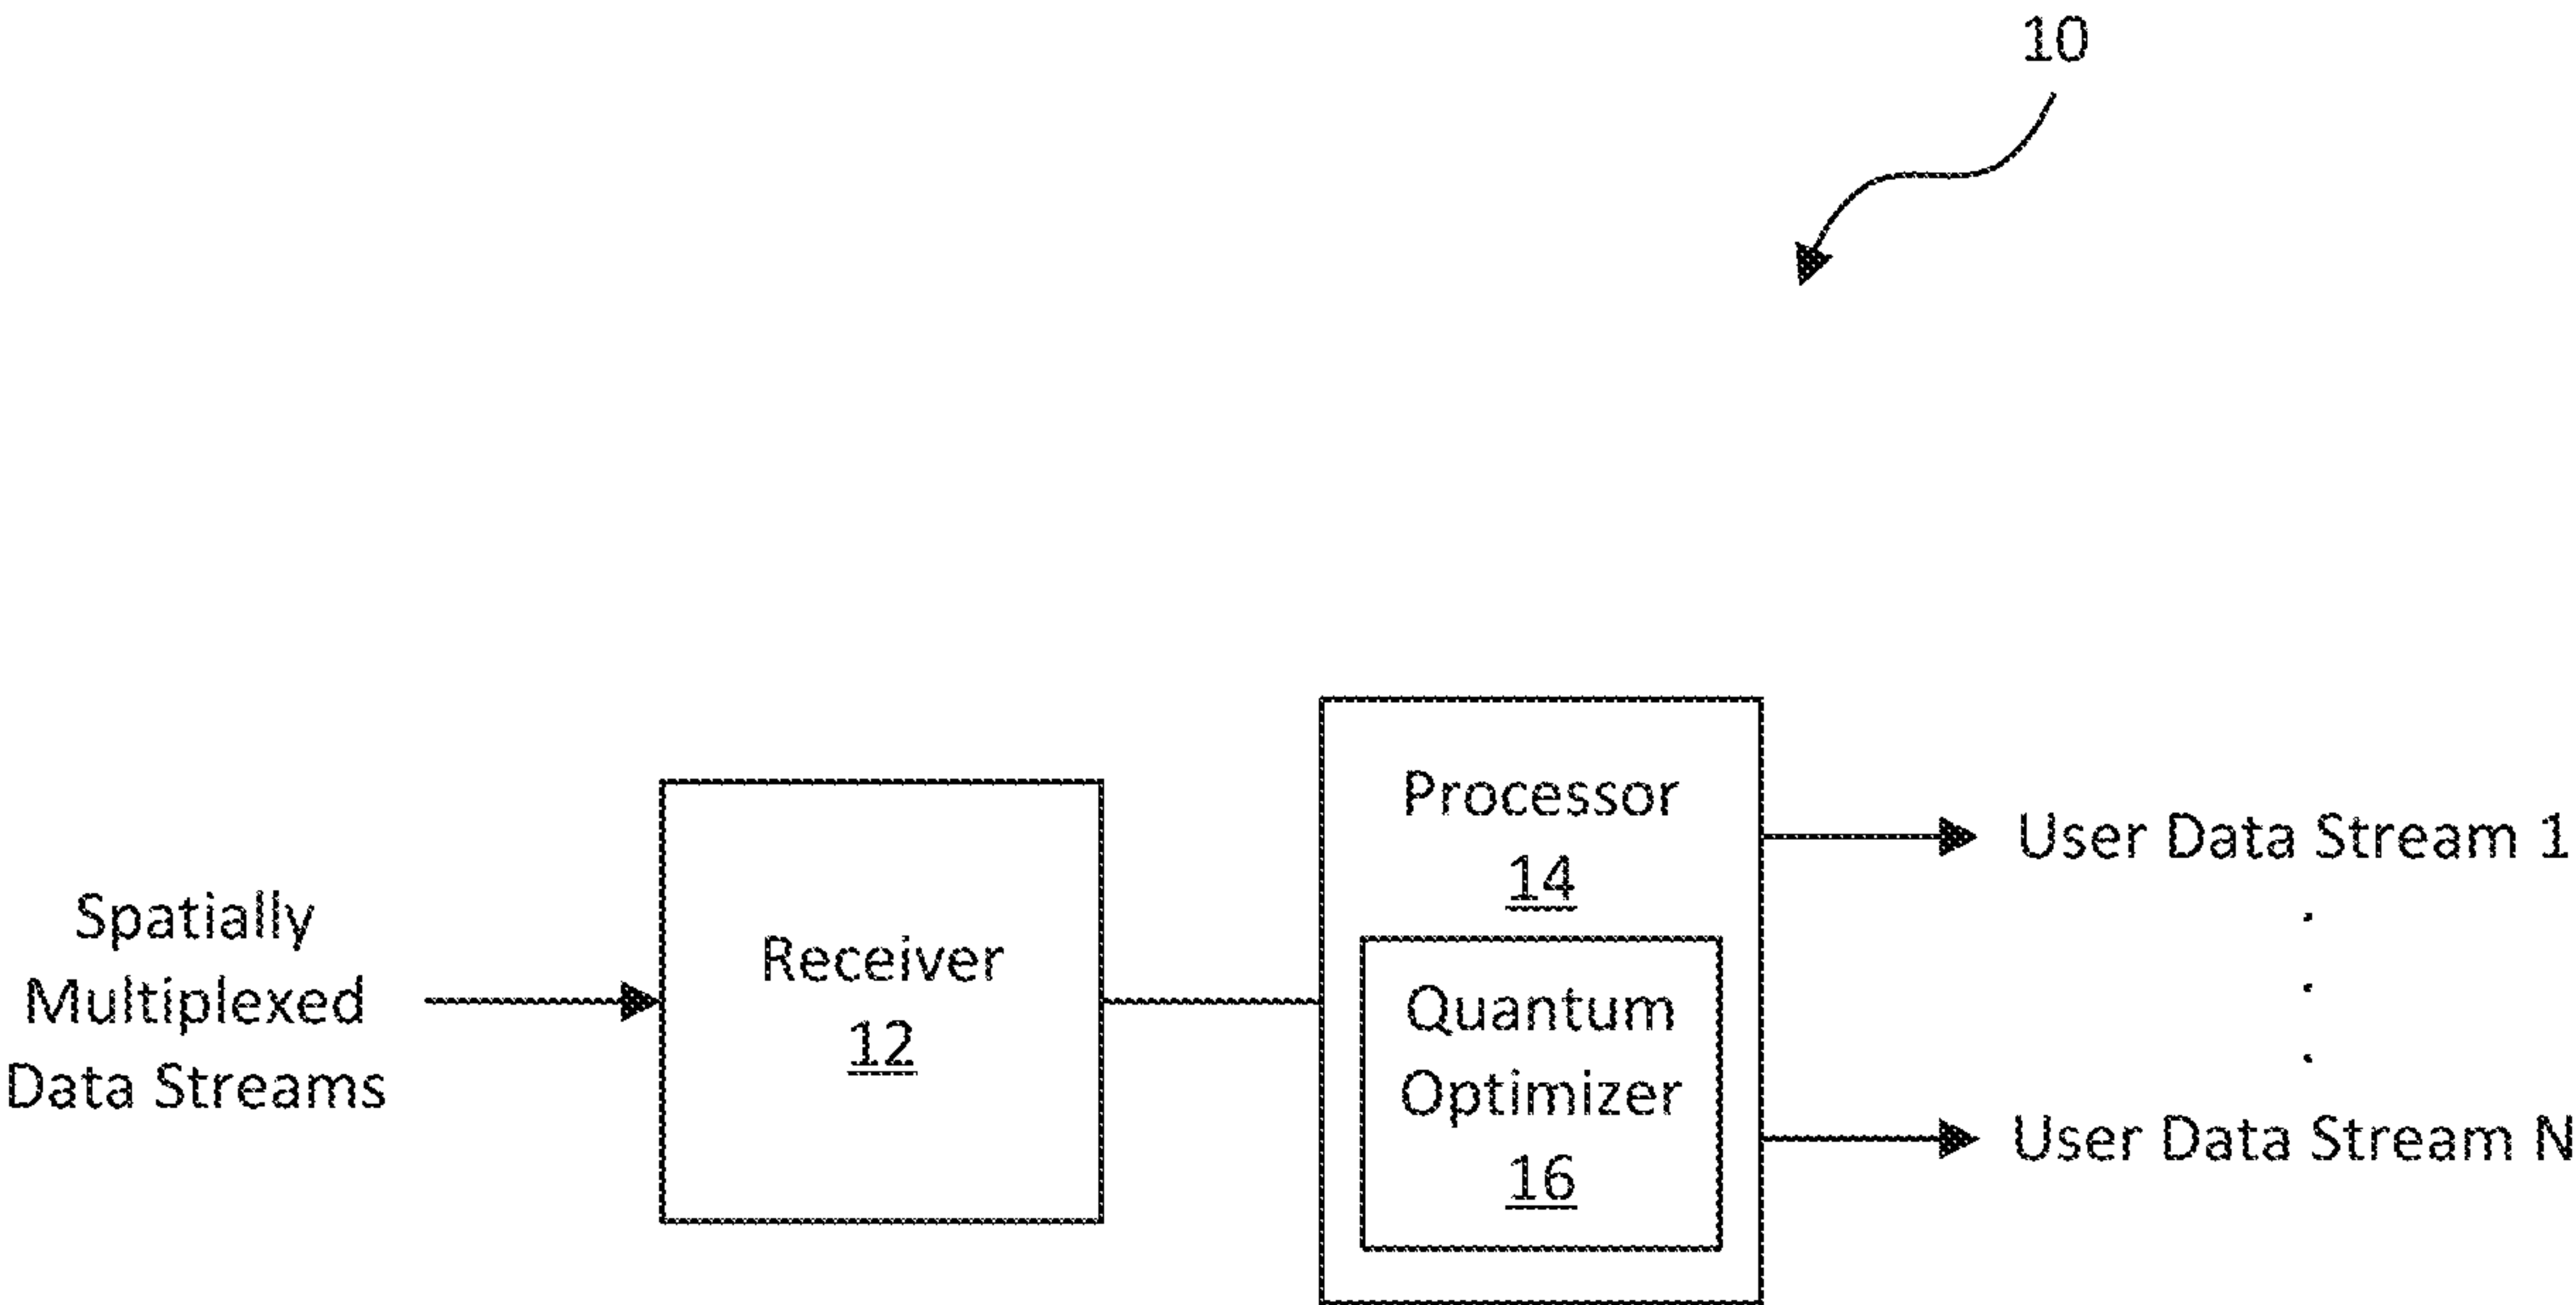 10
Spatially
Multiplexed
Data Streams
Receiver
12
Processor
14
Quantum
Optimizer
16
User Data Stream 1
User Data Stream N